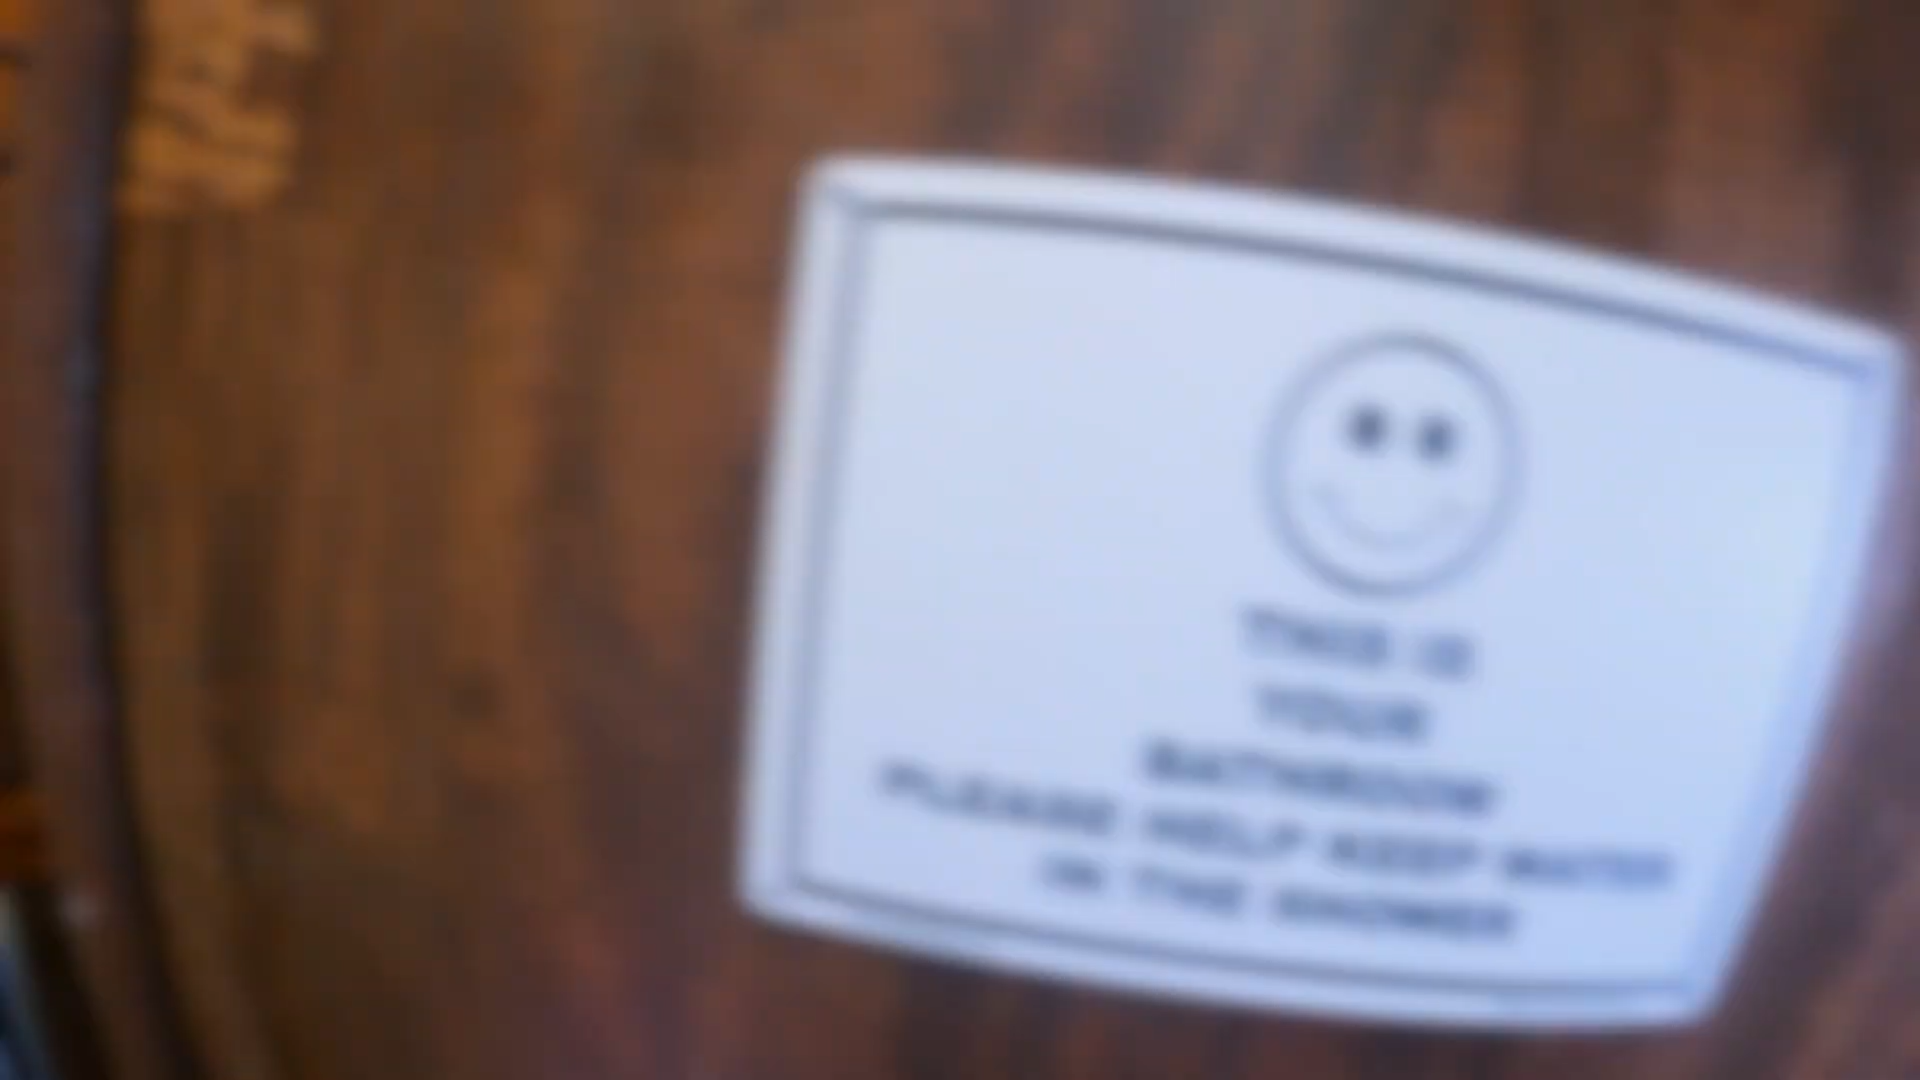 THIS IS
YOUR
BATHROOM
PLEASE HELP KEEP WATER
IN THE SHOWER